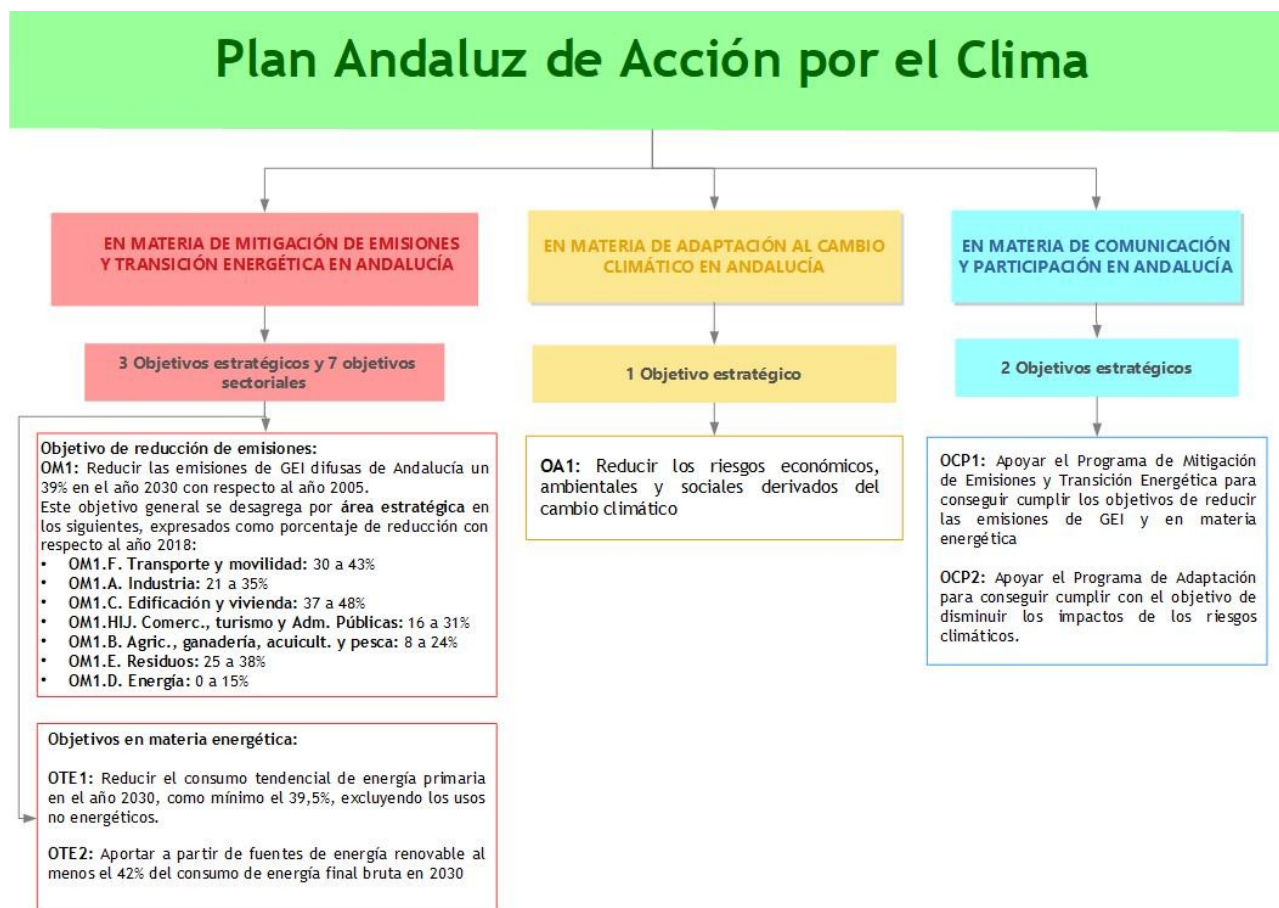 Plan Andaluz de Acción por el Clima
EN MATERIA DE MITIGACIÓN DE EMISIONES
Y TRANSICIÓN ENERGÉTICA EN ANDALUCÍA
3 Objetivos estratégicos y 7 objetivos
sectoriales
Objetivo de reducción de emisiones:
OM1: Reducir las emisiones de GEI difusas de Andalucía un
39% en el año 2030 con respecto al año 2005.
Este objetivo general se desagrega por área estratégica en
los siguientes, expresados como porcentaje de reducción con
respecto al año 2018:
• OM1.F. Transporte y movilidad: 30 a 43%
• OM1.A. Industria: 21 a 35%
• OM1.C. Edificación y vivienda: 37 a 48%
• OM1.HIJ. Comerc., turismo y Adm. Públicas: 16 a 31%
• OM1.B. Agric., ganadería, acuicult. y pesca: 8 a 24%
• OM1.E. Residuos: 25 a 38%
• OM1.D. Energía: 0 a 15%
Objetivos en materia energética:
OTE1: Reducir el consumo tendencial de energía primaria
en el año 2030, como mínimo el 39,5%, excluyendo los usos
no energéticos.
OTE2: Aportar a partir de fuentes de energía renovable al
menos el 42% del consumo de energía final bruta en 2030
EN MATERIA DE ADAPTACIÓN AL CAMBIO
CLIMÁTICO EN ANDALUCÍA
1 Objetivo estratégico
OA1: Reducir los riesgos económicos,
ambientales y sociales derivados del
cambio climático
EN MATERIA DE COMUNICACIÓN
Y PARTICIPACIÓN EN ANDALUCÍA
2 Objetivos estratégicos
OCP1: Apoyar el Programa de Mitigación
de Emisiones y Transición Energética para
conseguir cumplir los objetivos de reducir
las emisiones de GEI y en materia
energética
OCP2: Apoyar el Programa de Adaptación
para conseguir cumplir con el objetivo de
disminuir los impactos de los riesgos
climáticos.